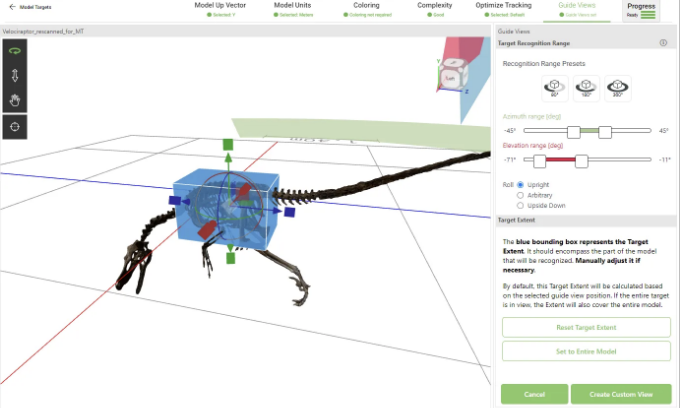 Model Targets
Model Up Vector
Selected: Y
Model Units
Selected: Meters
Coloring
Coloring not required
Complexity
Good
Optimize Tracking
Selected: Default
Guide Views
Guide Views set
Progress
Ready
Velociraptor_rescanned_for_MT
Guide Views
Target Recognition Range
Recognition Range Presets
90°
180°
360°
Azimuth range [deg]
-45°
45°
Elevation range [deg]
-71°
-11°
Roll
Upright
Arbitrary
Upside Down
Target Extent
The blue bounding box represents the Target
Extent. It should encompass the part of the model
that will be recognized. Manually adjust it if
necessary.
By default, this Target Extent will be calculated based
on the selected guide view position. If the entire target
is in view, the Extent will also cover the entire model.
Reset Target Extent
Set to Entire Model
Cancel
Create Custom View
Y
Z